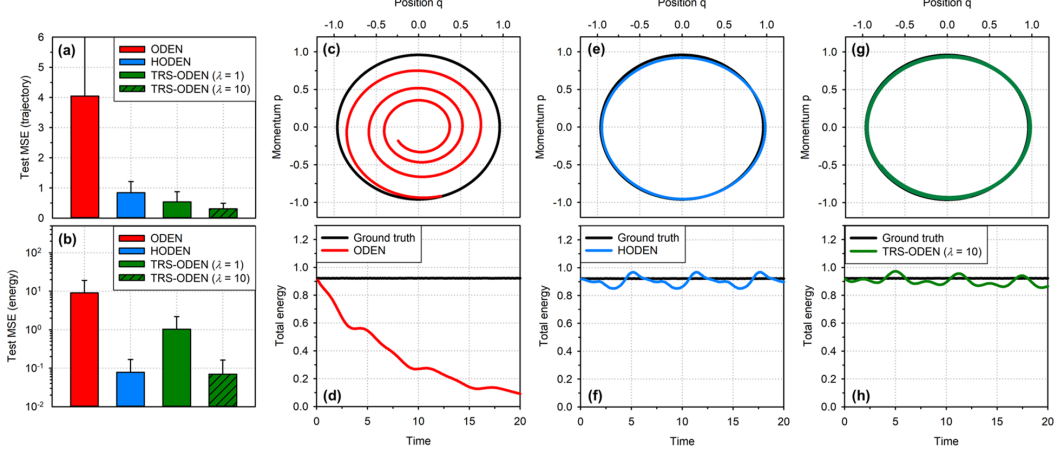 Position q
-1.0 -0.5 0.0 0.5 1.0
Position q
-1.0 -0.5 0.0 0.5 1.0
Position q
-1.0 -0.5 0.0 0.5 1.0
(a)
ODEN
HODEN
TRS-ODEN (λ = 1)
TRS-ODEN (λ = 10)
Test MSE (trajectory)
6
5
4
3
2
1
0
(b)
ODEN
HODEN
TRS-ODEN (λ = 1)
TRS-ODEN (λ = 10)
Test MSE (energy)
10²
10¹
10⁰
10⁻¹
10⁻²
(c)
Momentum p
1.0
0.5
0.0
-0.5
-1.0
Ground truth
ODEN
Total energy
1.2
1.0
0.8
0.6
0.4
0.2
0.0
(d)
0 5 10 15 20
Time
(e)
Momentum p
1.0
0.5
0.0
-0.5
-1.0
Ground truth
HODEN
Total energy
1.2
1.0
0.8
0.6
0.4
0.2
0.0
(f)
0 5 10 15 20
Time
(g)
Momentum p
1.0
0.5
0.0
-0.5
-1.0
Ground truth
TRS-ODEN (λ = 10)
Total energy
1.2
1.0
0.8
0.6
0.4
0.2
0.0
(h)
0 5 10 15 20
Time